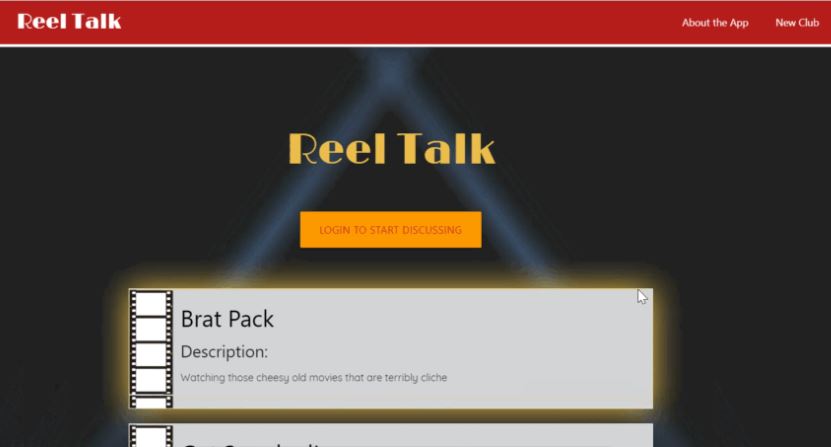 Reel Talk
About the App
New Club
Reel Talk
LOGIN TO START DISCUSSING
Brat Pack
Description:
Watching those cheesy old movies that are terribly cliche